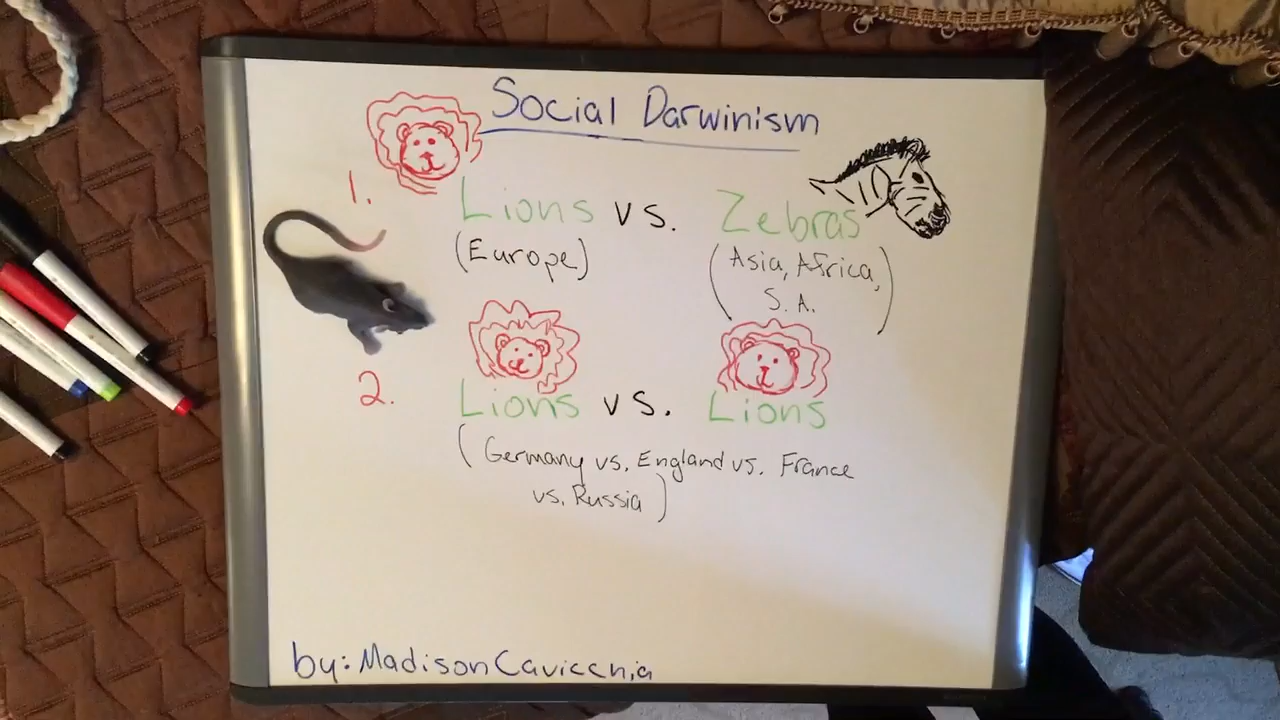 Social Darwinism
1. Lions vs. Zebras
(Europe) (Asia, Africa, S. A.)
2. Lions vs. Lions
(Germany vs. England vs. France
vs. Russia)
by: Madison Cavicchia